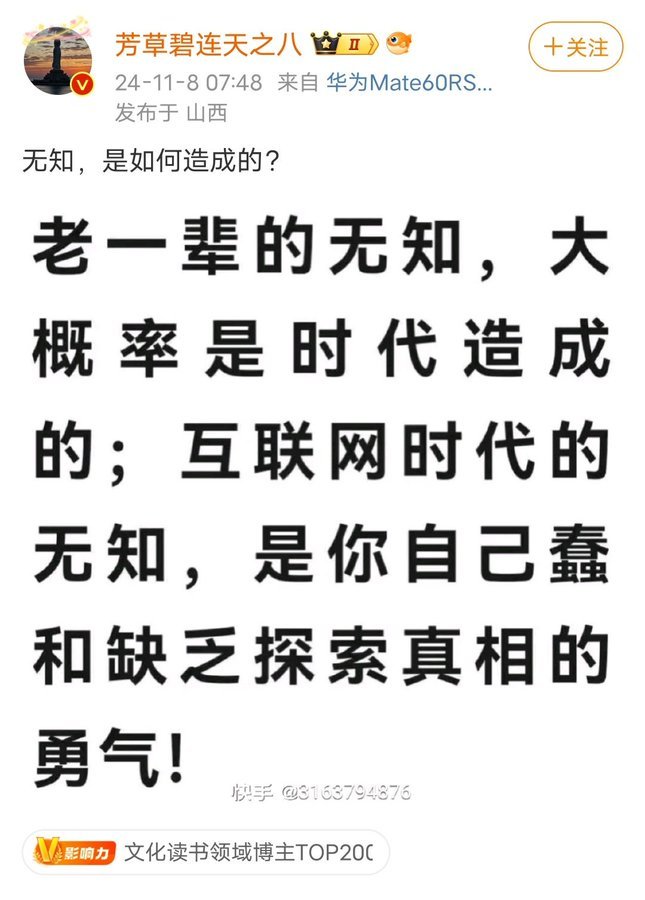 芳草碧连天之八 II
24-11-8 07:48 来自 华为Mate60RS...
发布于 山西
+关注
无知，是如何造成的？
老一辈的无知，大
概率是时代造成
的；互联网时代的
无知，是你自己蠢
和缺乏探索真相的
勇气！
快手 @3163794876
V影响力 文化读书领域博主TOP200